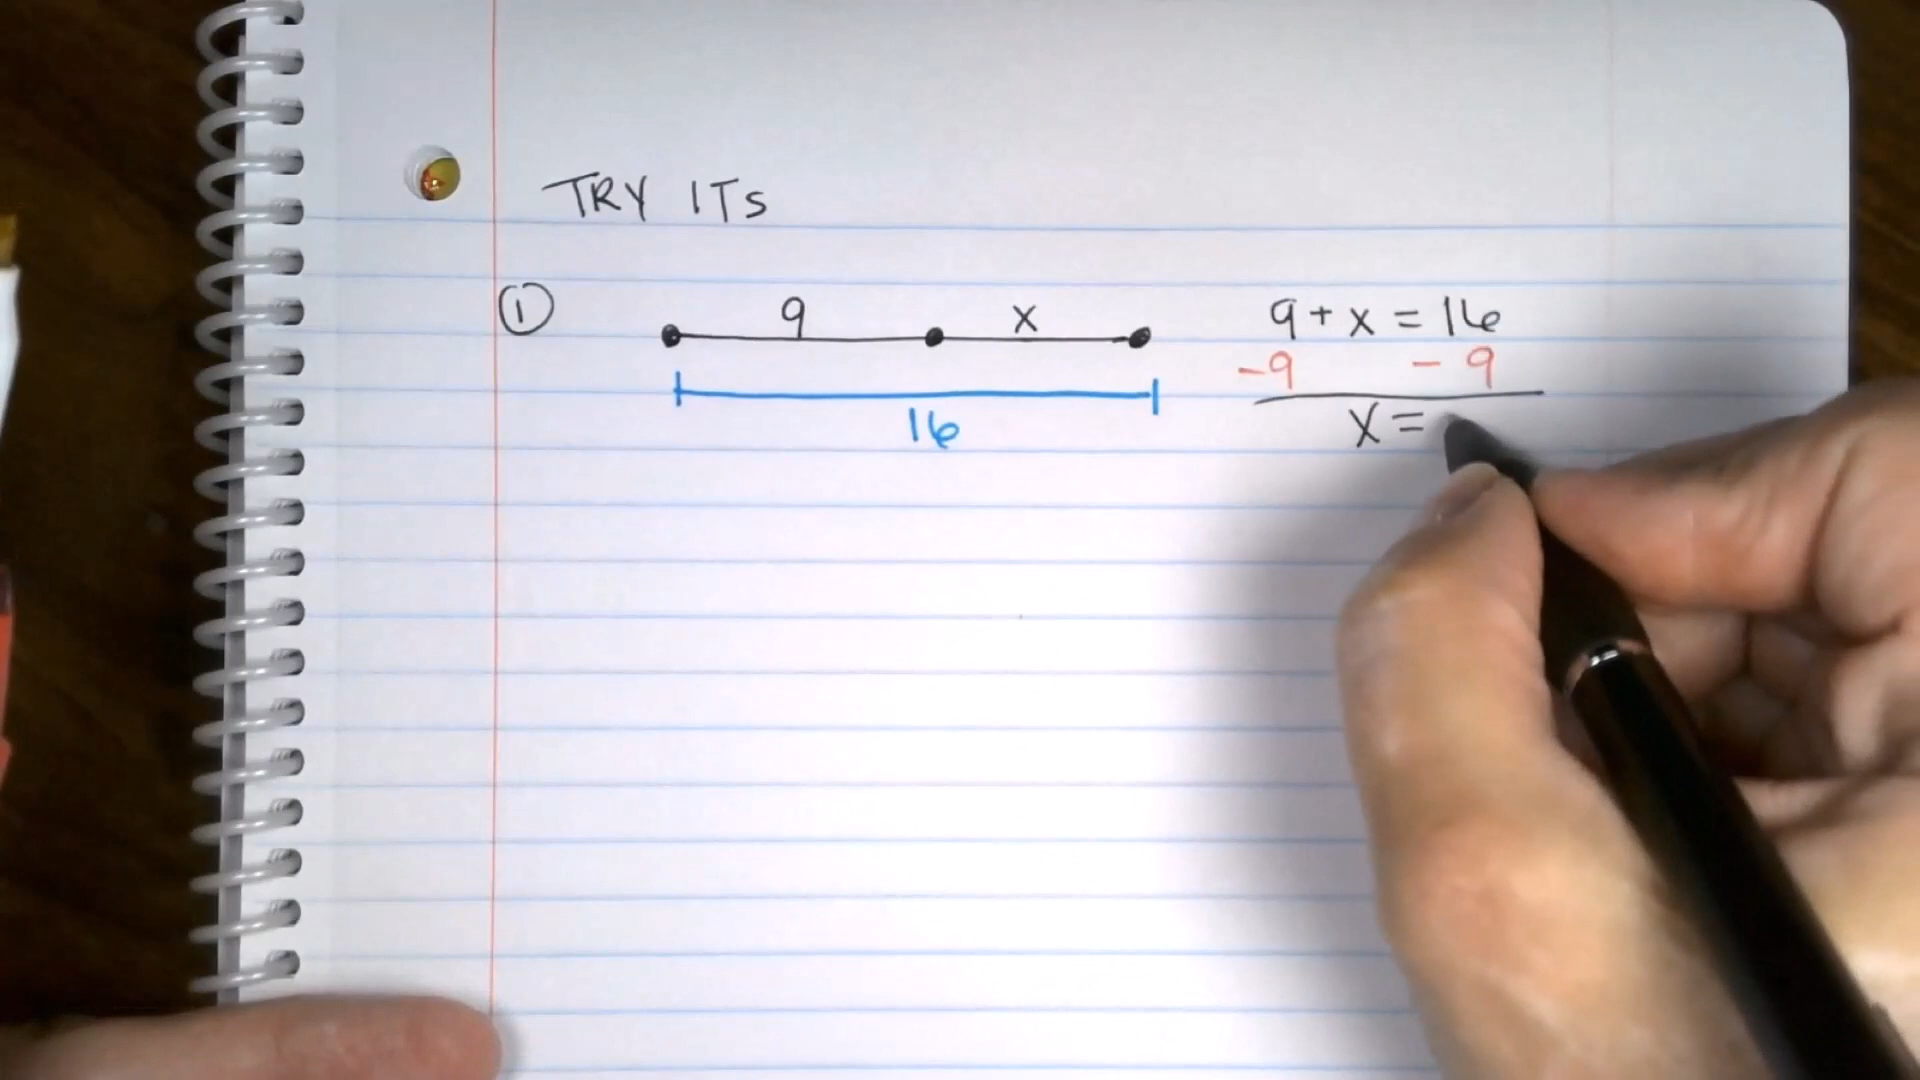 TRY ITS
① 9 x 9 + x = 16
-9 - 9
16 x =